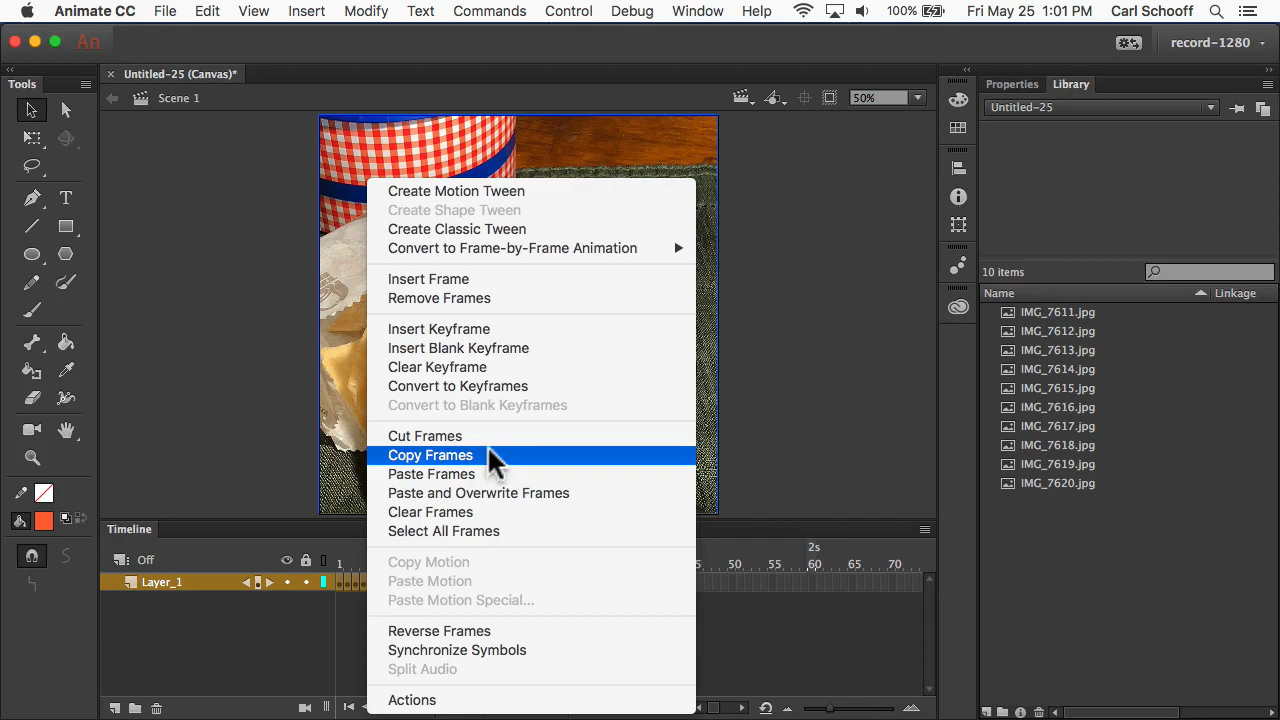 Animate CC File Edit View Insert Modify Text Commands Control Debug Window Help 100% Fri May 25 1:01 PM Carl Schooff
An record-1280
Tools
× Untitled-25 (Canvas)*
Properties Library
Scene 1 50%
Untitled-25
Create Motion Tween
Create Shape Tween
Create Classic Tween
Convert to Frame-by-Frame Animation
Insert Frame
Remove Frames
Insert Keyframe
Insert Blank Keyframe
Clear Keyframe
Convert to Keyframes
Convert to Blank Keyframes
Cut Frames
Copy Frames
Paste Frames
Paste and Overwrite Frames
Clear Frames
Select All Frames
Copy Motion
Paste Motion
Paste Motion Special...
Reverse Frames
Synchronize Symbols
Split Audio
Actions
10 items
Name Linkage
IMG_7611.jpg
IMG_7612.jpg
IMG_7613.jpg
IMG_7614.jpg
IMG_7615.jpg
IMG_7616.jpg
IMG_7617.jpg
IMG_7618.jpg
IMG_7619.jpg
IMG_7620.jpg
Timeline
2s
Off 1 50 55 60 65 70
Layer_1